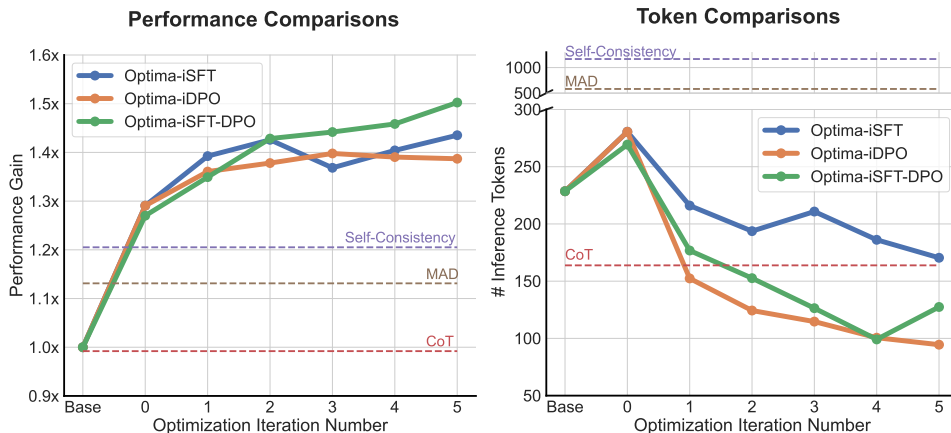 Performance Comparisons
1.6x
1.5x
1.4x
1.3x
1.2x
1.1x
1.0x
0.9x
Performance Gain
Optima-iSFT
Optima-iDPO
Optima-iSFT-DPO
Self-Consistency
MAD
CoT
Base 0 1 2 3 4 5
Optimization Iteration Number
Token Comparisons
1000
500
300
250
200
150
100
50
# Inference Tokens
Self-Consistency
MAD
Optima-iSFT
Optima-iDPO
Optima-iSFT-DPO
CoT
Base 0 1 2 3 4 5
Optimization Iteration Number